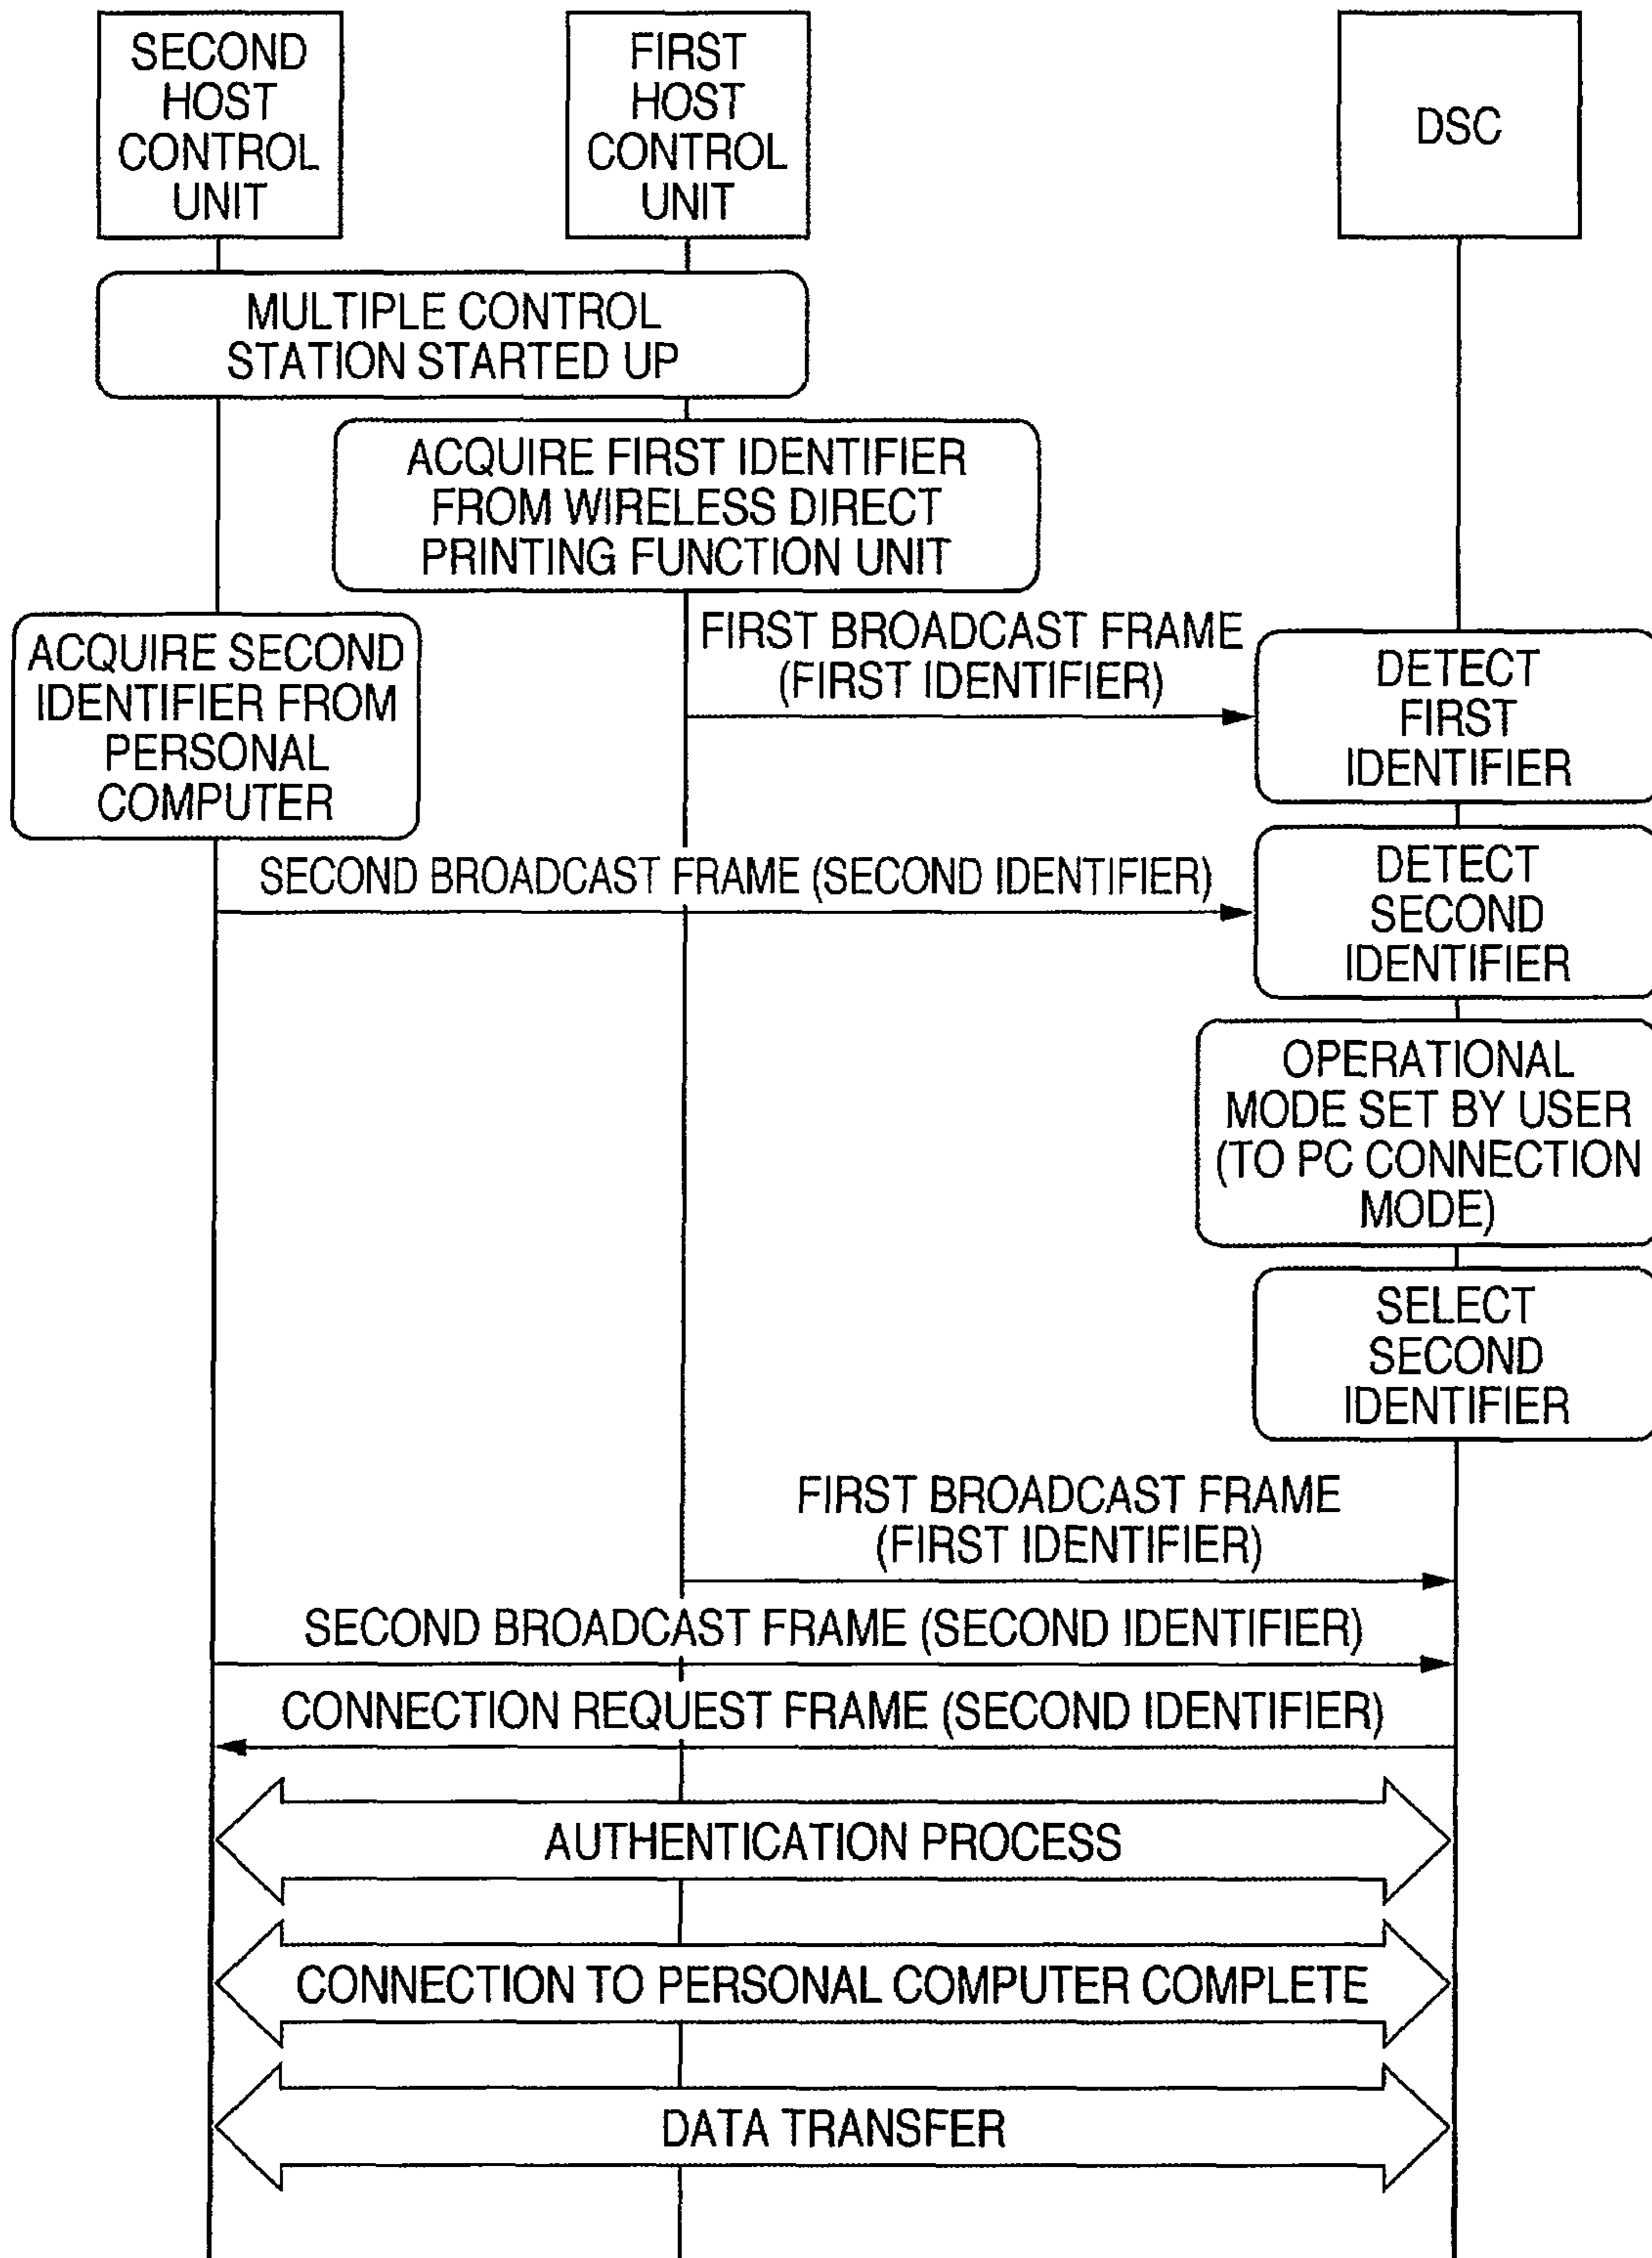 SECOND
HOST
CONTROL
UNIT
FIRST
HOST
CONTROL
UNIT
DSC
MULTIPLE CONTROL
STATION STARTED UP
ACQUIRE FIRST IDENTIFIER
FROM WIRELESS DIRECT
PRINTING FUNCTION UNIT
ACQUIRE SECOND
IDENTIFIER FROM
PERSONAL
COMPUTER
FIRST BROADCAST FRAME
(FIRST IDENTIFIER)
DETECT
FIRST
IDENTIFIER
SECOND BROADCAST FRAME (SECOND IDENTIFIER)
DETECT
SECOND
IDENTIFIER
OPERATIONAL
MODE SET BY USER
(TO PC CONNECTION
MODE)
SELECT
SECOND
IDENTIFIER
FIRST BROADCAST FRAME
(FIRST IDENTIFIER)
SECOND BROADCAST FRAME (SECOND IDENTIFIER)
CONNECTION REQUEST FRAME (SECOND IDENTIFIER)
AUTHENTICATION PROCESS
CONNECTION TO PERSONAL COMPUTER COMPLETE
DATA TRANSFER